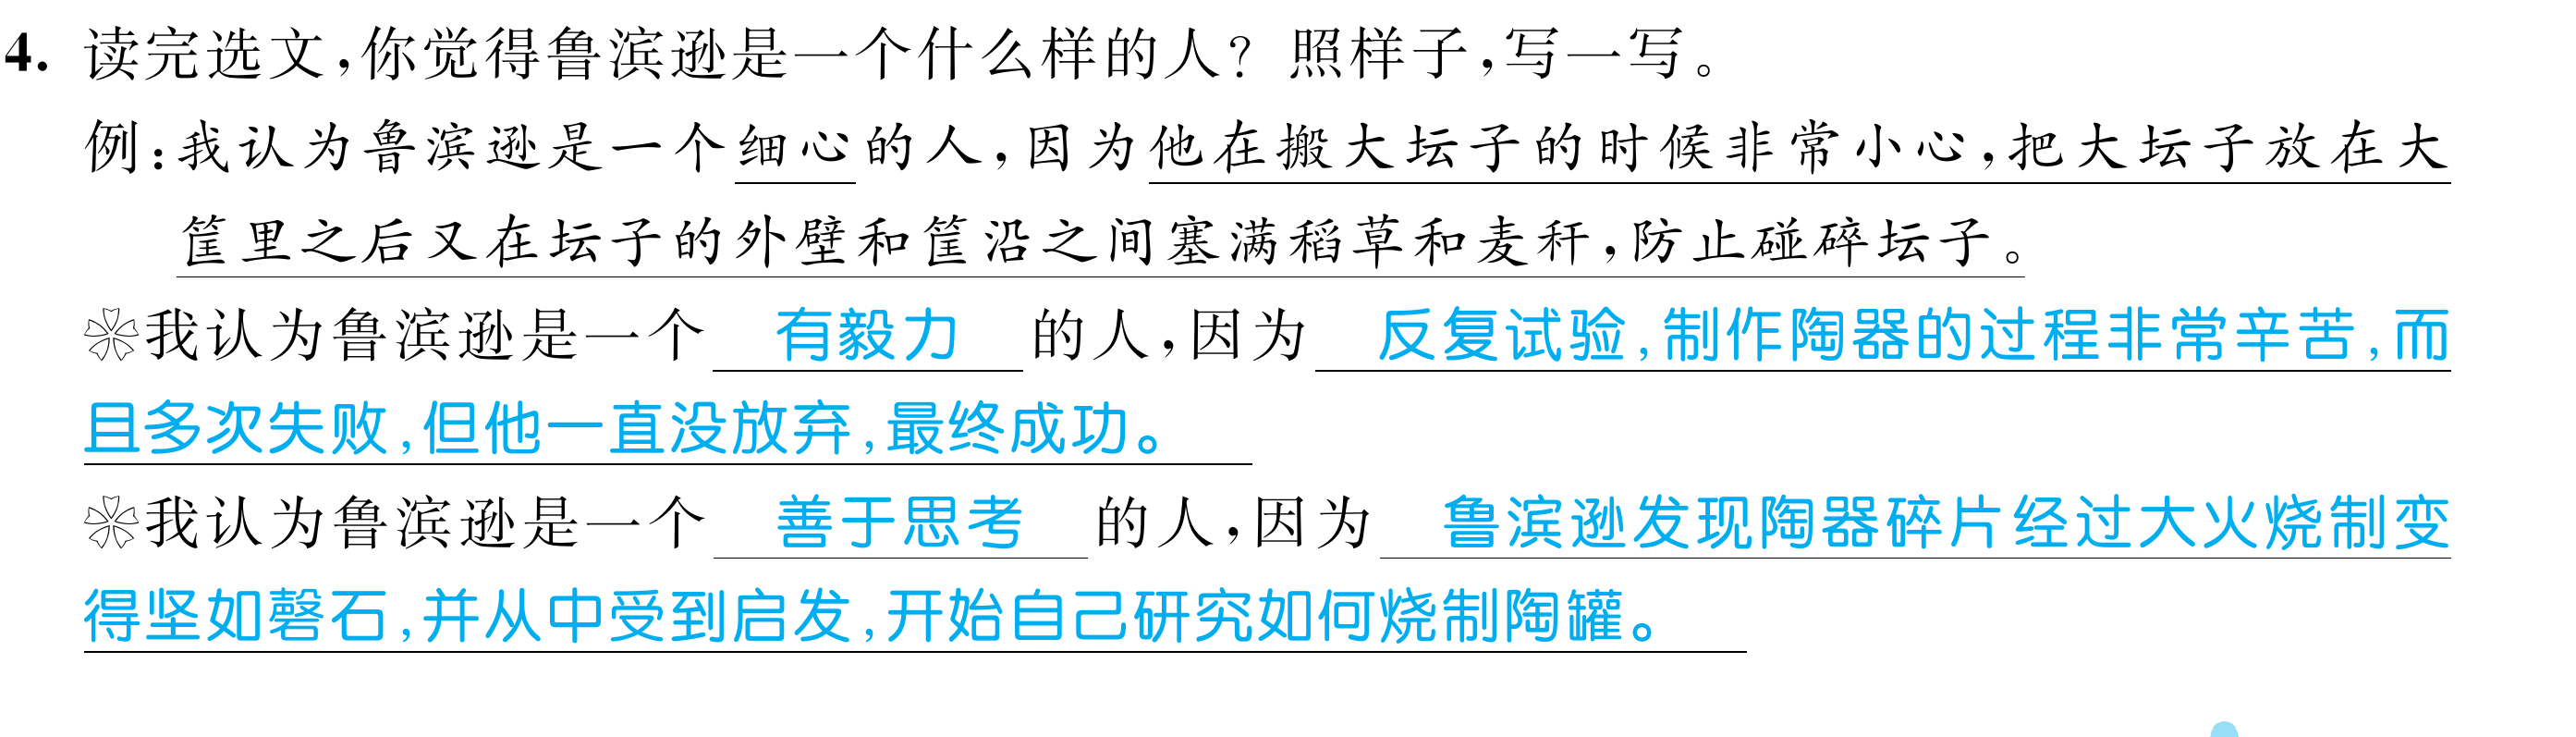 4. 读完选文,你觉得鲁滨逊是一个什么样的人? 照样子,写一写。
例:我认为鲁滨逊是一个细心的人,因为他在搬大坛子的时候非常小心,把大坛子放在大
筐里之后又在坛子的外壁和筐沿之间塞满稻草和麦秆,防止碰碎坛子。
我认为鲁滨逊是一个 有毅力 的人,因为 反复试验,制作陶器的过程非常辛苦,而
且多次失败,但他一直没放弃,最终成功。
我认为鲁滨逊是一个 善于思考 的人,因为 鲁滨逊发现陶器碎片经过大火烧制变
得坚如磬石,并从中受到启发,开始自己研究如何烧制陶罐。